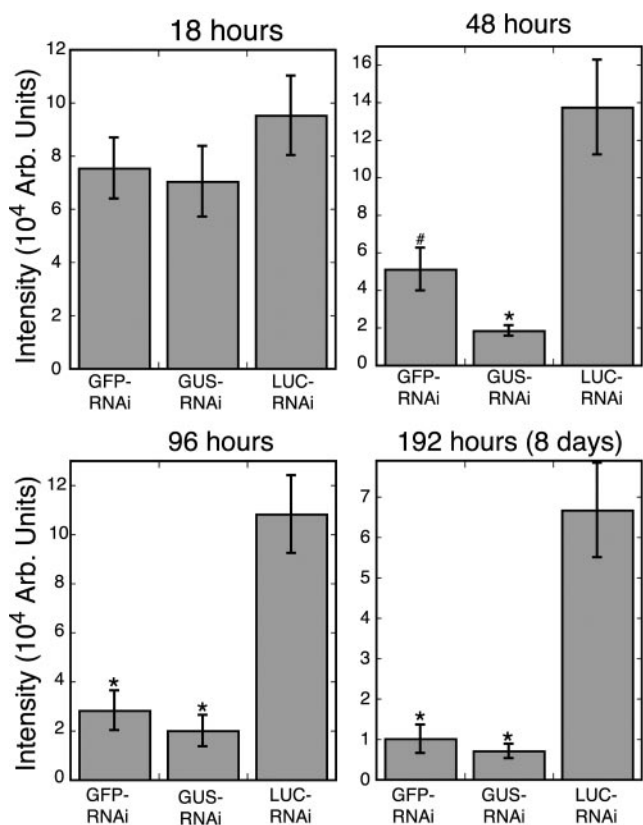 18 hours
Intensity (10⁴ Arb. Units)
12
10
8
6
4
2
0
GFP-
RNAi
GUS-
RNAi
LUC-
RNAi
48 hours
16
14
12
10
8
6
4
2
0
#
*
GFP-
RNAi
GUS-
RNAi
LUC-
RNAi
96 hours
Intensity (10⁴ Arb. Units)
12
10
8
6
4
2
0
*
*
GFP-
RNAi
GUS-
RNAi
LUC-
RNAi
192 hours (8 days)
7
6
5
4
3
2
1
0
*
*
GFP-
RNAi
GUS-
RNAi
LUC-
RNAi